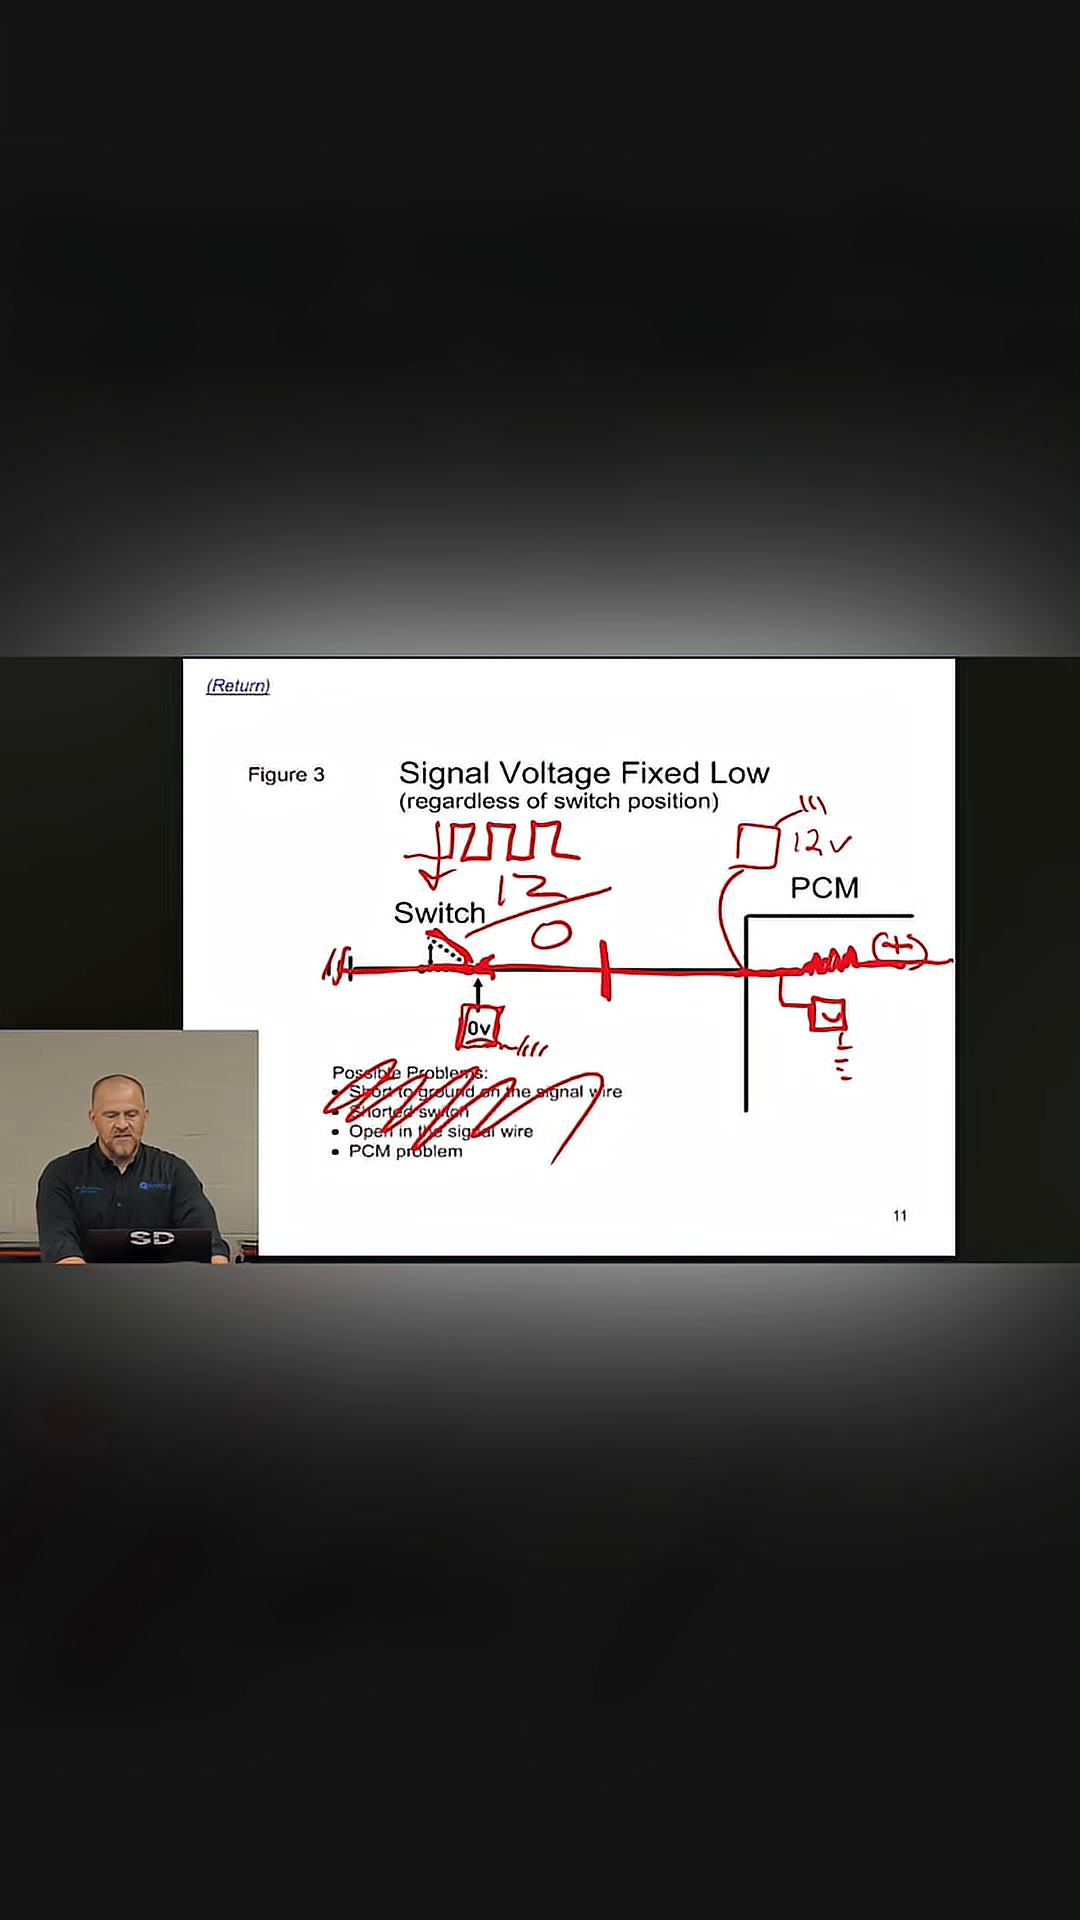 (Return)
Figure 3
Signal Voltage Fixed Low
(regardless of switch position)
12v
PCM
12
0
Switch
(+)
0v
V
Possible Problems:
• Short to ground on the signal wire
• Shorted switch
• Open in the signal wire
• PCM problem
11
SD